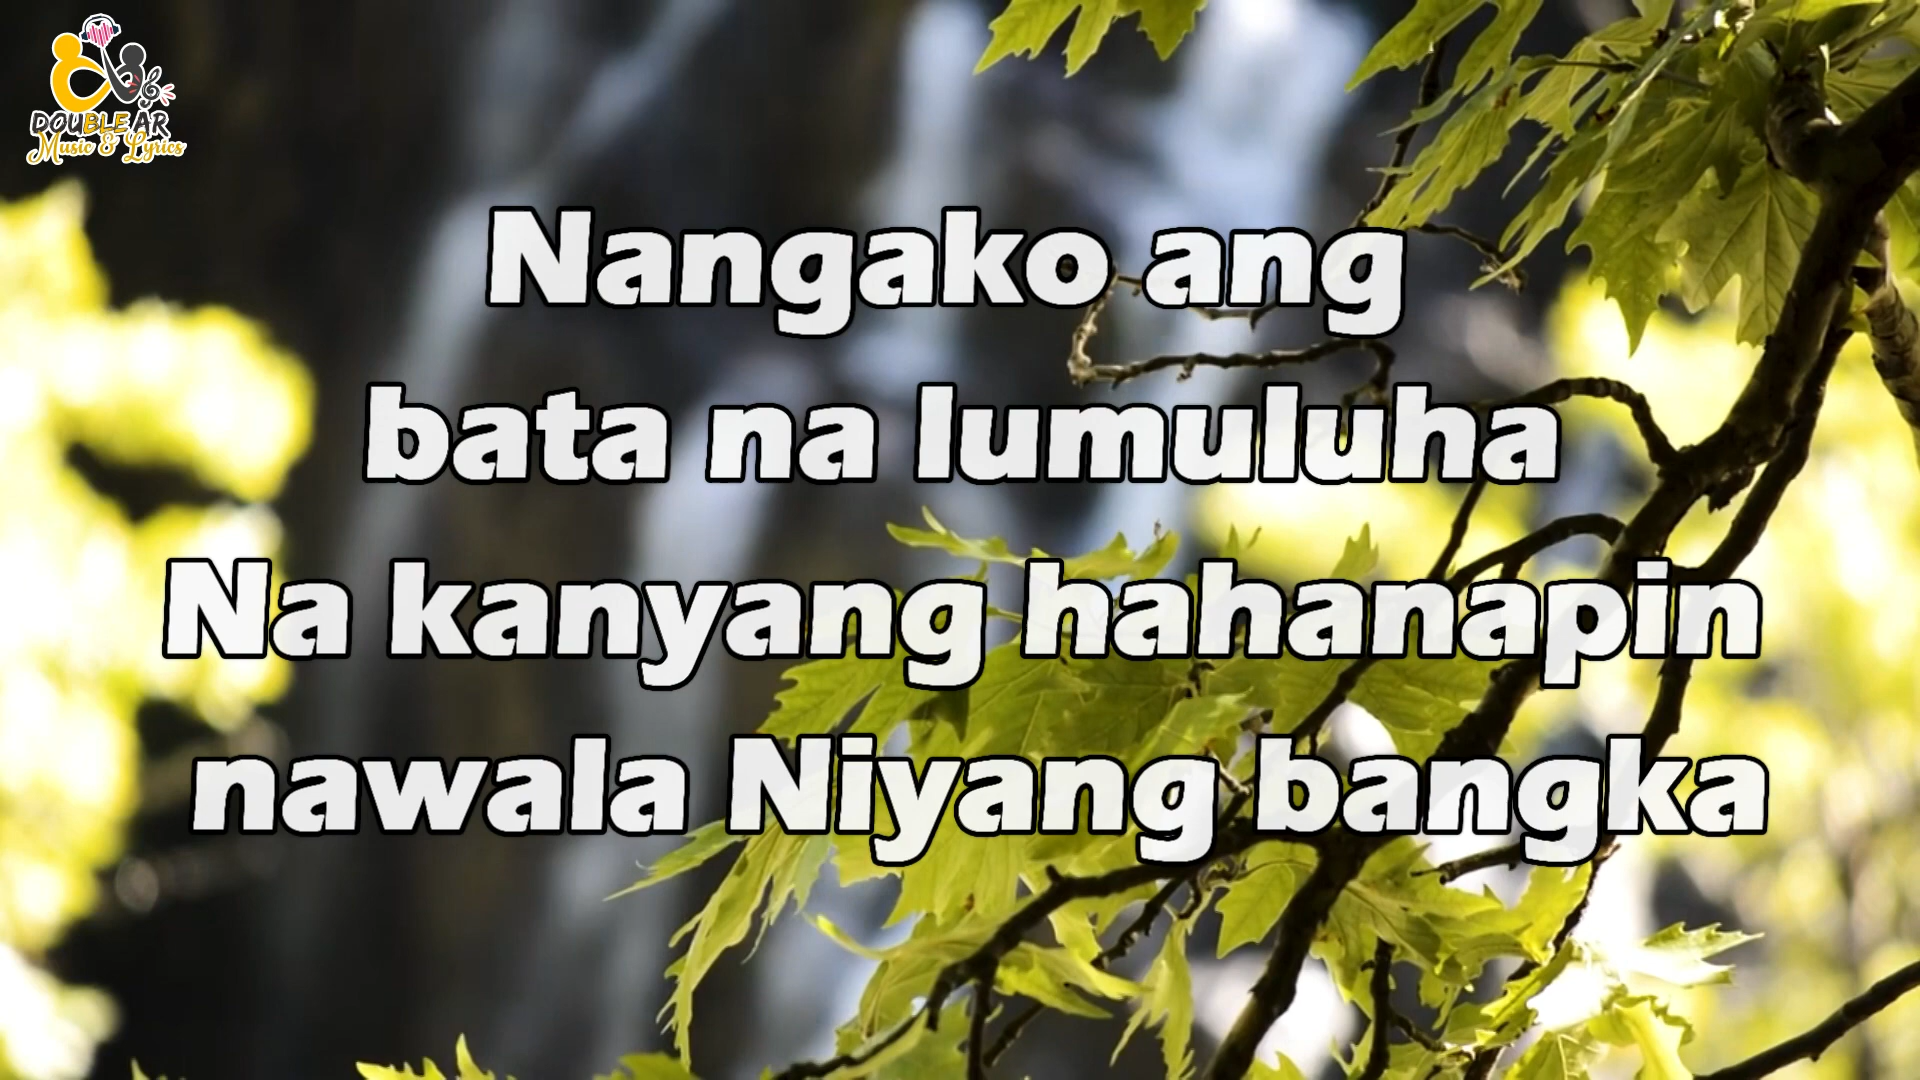 DOUBLE AR
Music & Lyrics
Nangako ang
bata na lumuluha
Na kanyang hahanapin
nawala Niyang bangka